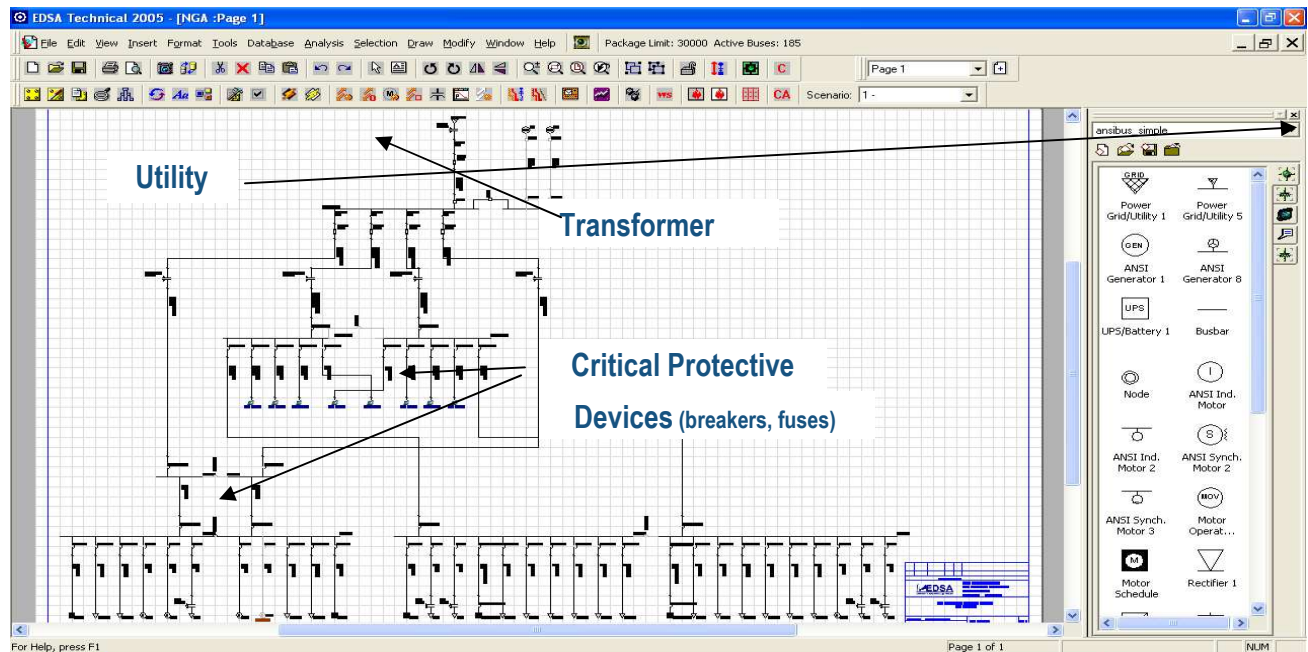 EDSA Technical 2005 - [NGA :Page 1]
File Edit View Insert Format Tools Database Analysis Selection Draw Modify Window Help Package Limit: 30000 Active Buses: 185
Page 1
Aa
WS
CA
Scenario: 1 -
C
ansibus_simple
Utility
Transformer
Critical Protective
Devices (breakers, fuses)
GRID
Power
Grid/Utility 1
Power
Grid/Utility 5
GEN
ANSI
Generator 1
ANSI
Generator 8
UPS
UPS/Battery 1
Busbar
Node
I
ANSI Ind.
Motor
ANSI Ind.
Motor 2
S
ANSI Synch.
Motor 2
ANSI Synch.
Motor 3
MOV
Motor
Operat...
M
Motor
Schedule
Rectifier 1
EDSA
For Help, press F1
Page 1 of 1
NUM